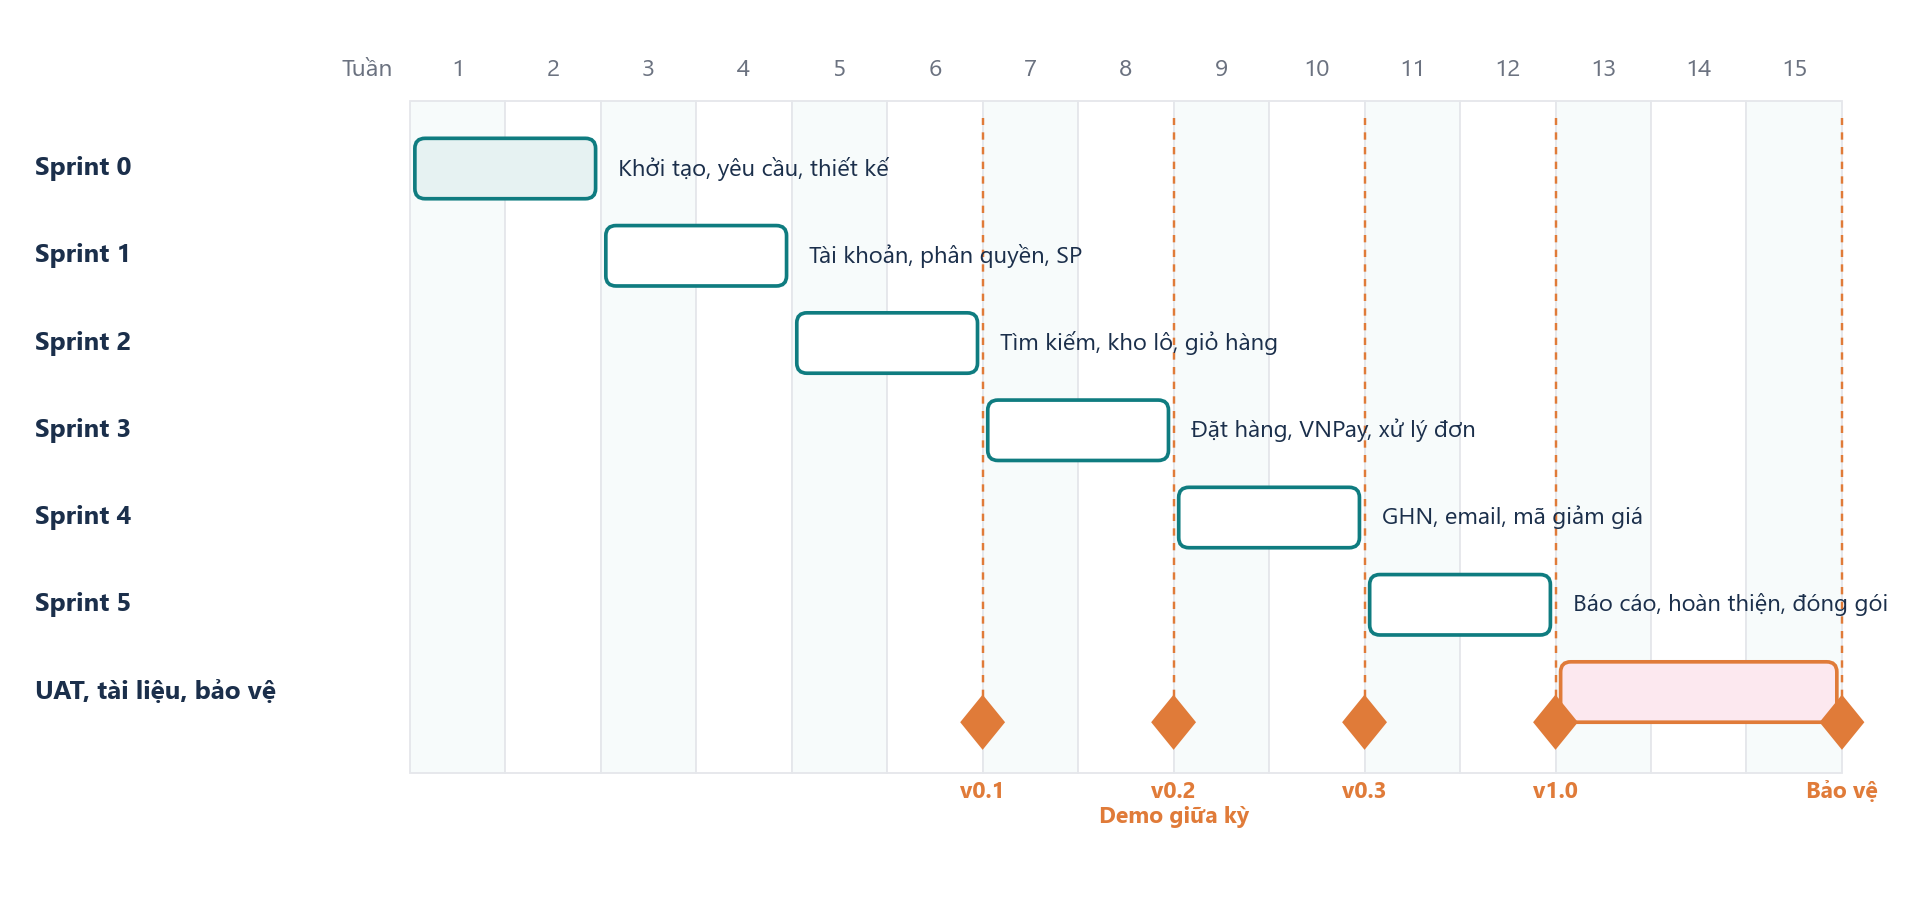 Tuần 1 2 3 4 5 6 7 8 9 10 11 12 13 14 15
Sprint 0 Khởi tạo, yêu cầu, thiết kế
Sprint 1 Tài khoản, phân quyền, SP
Sprint 2 Tìm kiếm, kho lô, giỏ hàng
Sprint 3 Đặt hàng, VNPay, xử lý đơn
Sprint 4 GHN, email, mã giảm giá
Sprint 5 Báo cáo, hoàn thiện, đóng gói
UAT, tài liệu, bảo vệ
v0.1 v0.2 v0.3 v1.0 Bảo vệ
Demo giữa kỳ